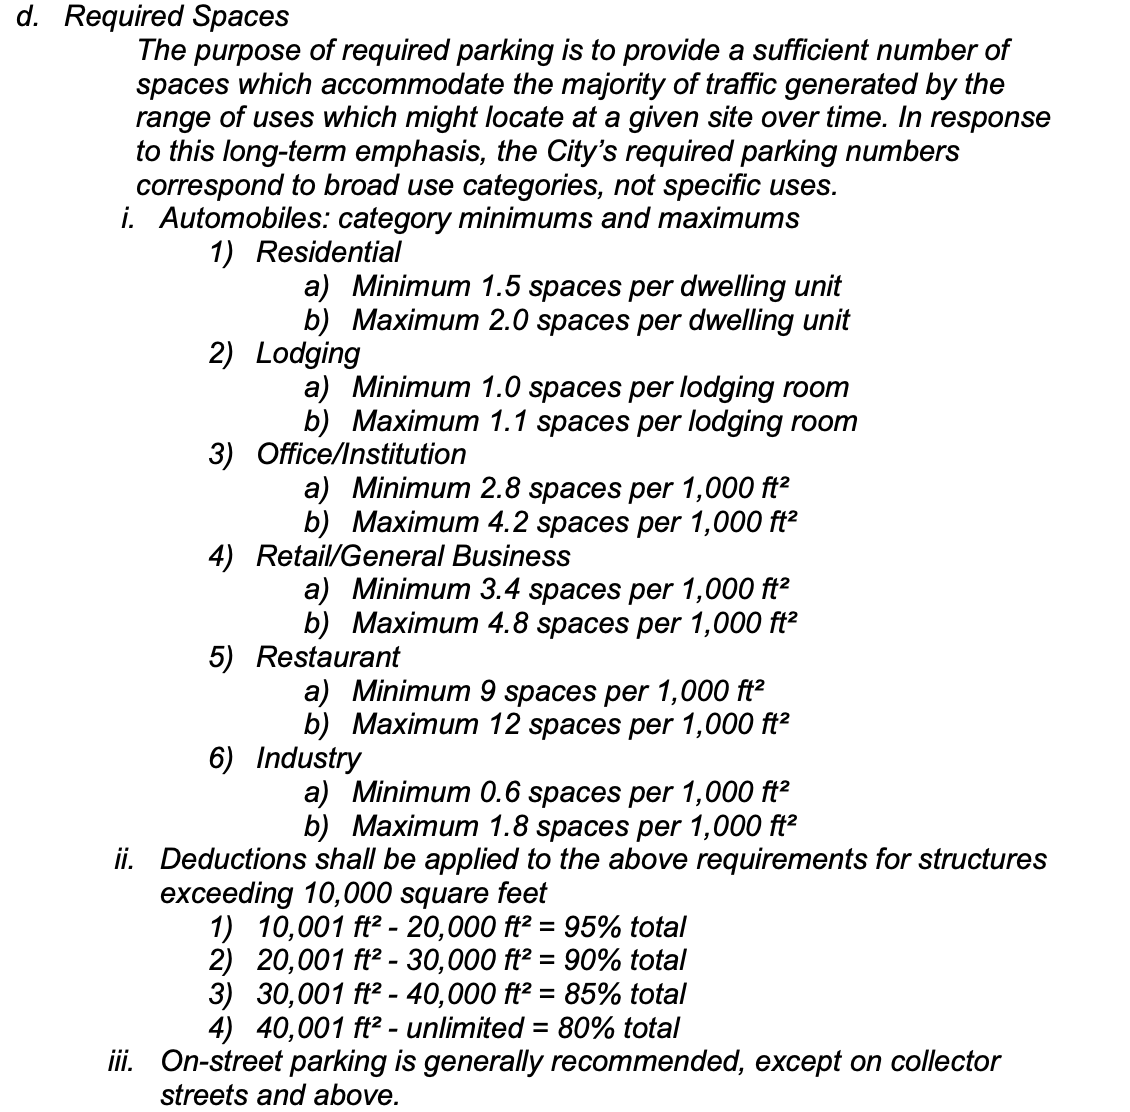 d. Required Spaces
The purpose of required parking is to provide a sufficient number of
spaces which accommodate the majority of traffic generated by the
range of uses which might locate at a given site over time. In response
to this long-term emphasis, the City's required parking numbers
correspond to broad use categories, not specific uses.
i. Automobiles: category minimums and maximums
1) Residential
a) Minimum 1.5 spaces per dwelling unit
b) Maximum 2.0 spaces per dwelling unit
2) Lodging
a) Minimum 1.0 spaces per lodging room
b) Maximum 1.1 spaces per lodging room
3) Office/Institution
a) Minimum 2.8 spaces per 1,000 ft²
b) Maximum 4.2 spaces per 1,000 ft²
4) Retail/General Business
a) Minimum 3.4 spaces per 1,000 ft²
b) Maximum 4.8 spaces per 1,000 ft²
5) Restaurant
a) Minimum 9 spaces per 1,000 ft²
b) Maximum 12 spaces per 1,000 ft²
6) Industry
a) Minimum 0.6 spaces per 1,000 ft²
b) Maximum 1.8 spaces per 1,000 ft²
ii. Deductions shall be applied to the above requirements for structures
exceeding 10,000 square feet
1) 10,001 ft² - 20,000 ft² = 95% total
2) 20,001 ft² - 30,000 ft² = 90% total
3) 30,001 ft² - 40,000 ft² = 85% total
4) 40,001 ft² - unlimited = 80% total
iii. On-street parking is generally recommended, except on collector
streets and above.